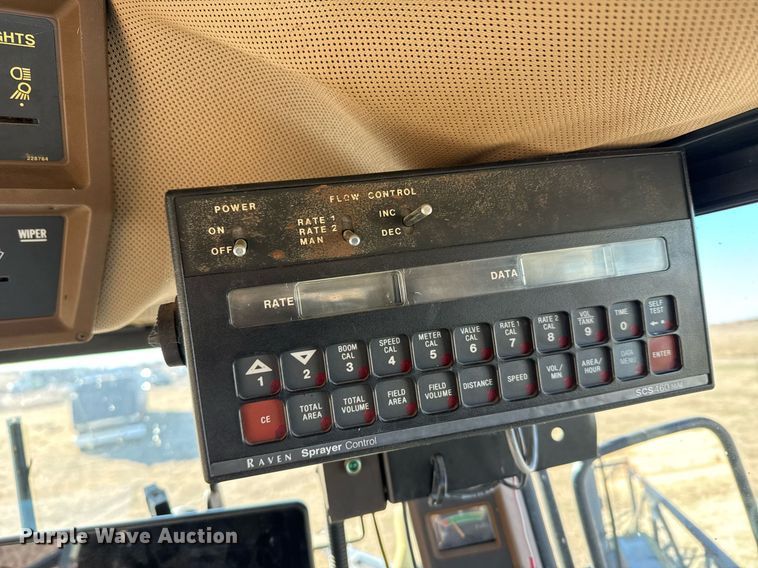 GHTS
228764
WIPER
POWER
ON
OFF
FLOW CONTROL
RATE 1
RATE 2
MAN
INC
DEC
RATE
DATA
1
2
BOOM CAL 3
SPEED CAL 4
METER CAL 5
VALVE CAL 6
RATE 1 CAL 7
RATE 2 CAL 8
VOL TANK 9
TIME 0
SELF TEST
CE
TOTAL AREA
TOTAL VOLUME
FIELD AREA
FIELD VOLUME
DISTANCE
SPEED
VOL/ MIN
AREA/ HOUR
DATA MENU
ENTER
RAVEN Sprayer Control
SCS 460
Purple Wave Auction